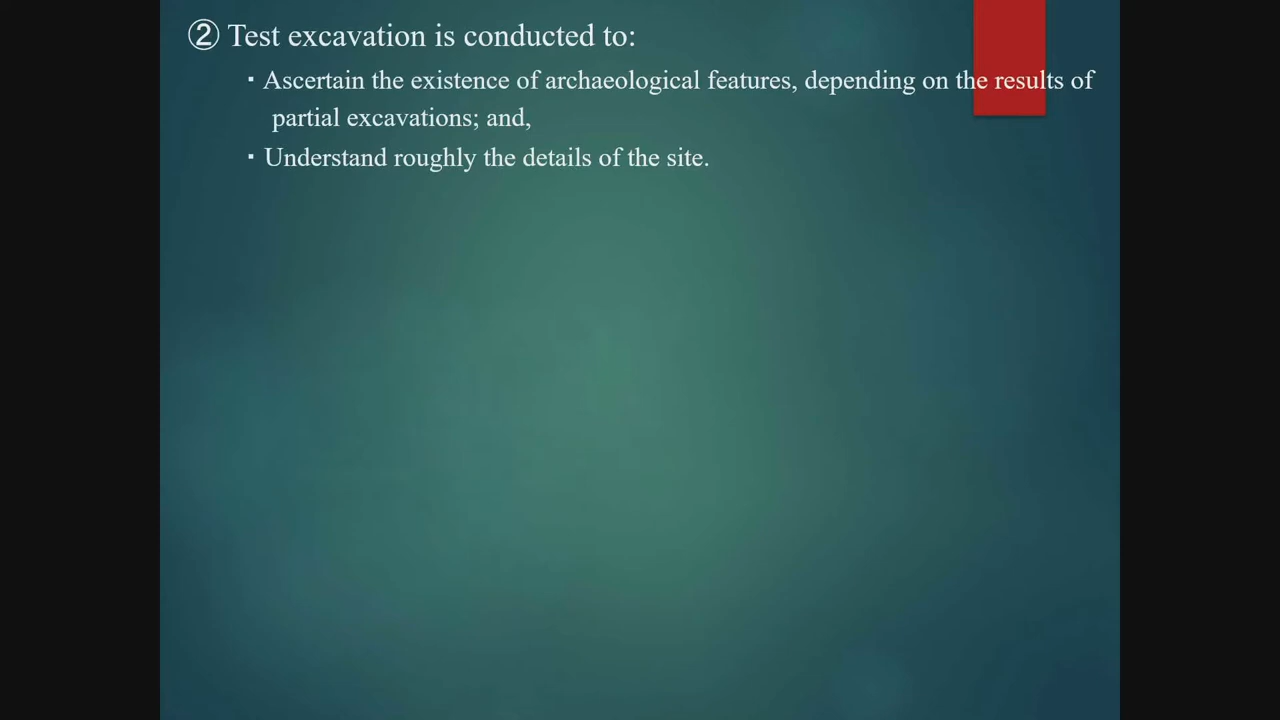 ② Test excavation is conducted to:
▪ Ascertain the existence of archaeological features, depending on the results of
partial excavations; and,
▪ Understand roughly the details of the site.